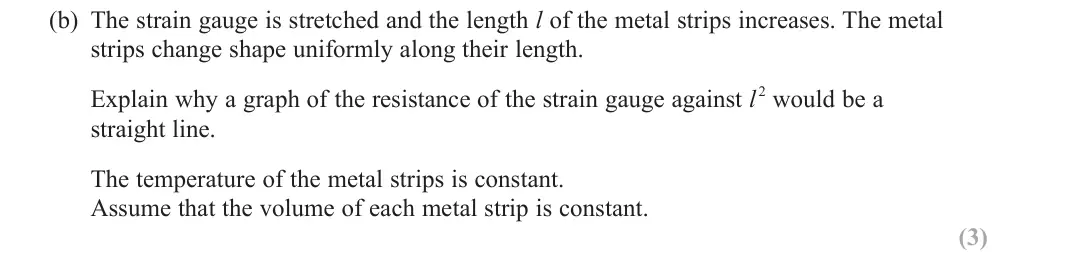 (b) The strain gauge is stretched and the length l of the metal strips increases. The metal
strips change shape uniformly along their length.
Explain why a graph of the resistance of the strain gauge against l² would be a
straight line.
The temperature of the metal strips is constant.
Assume that the volume of each metal strip is constant.
(3)